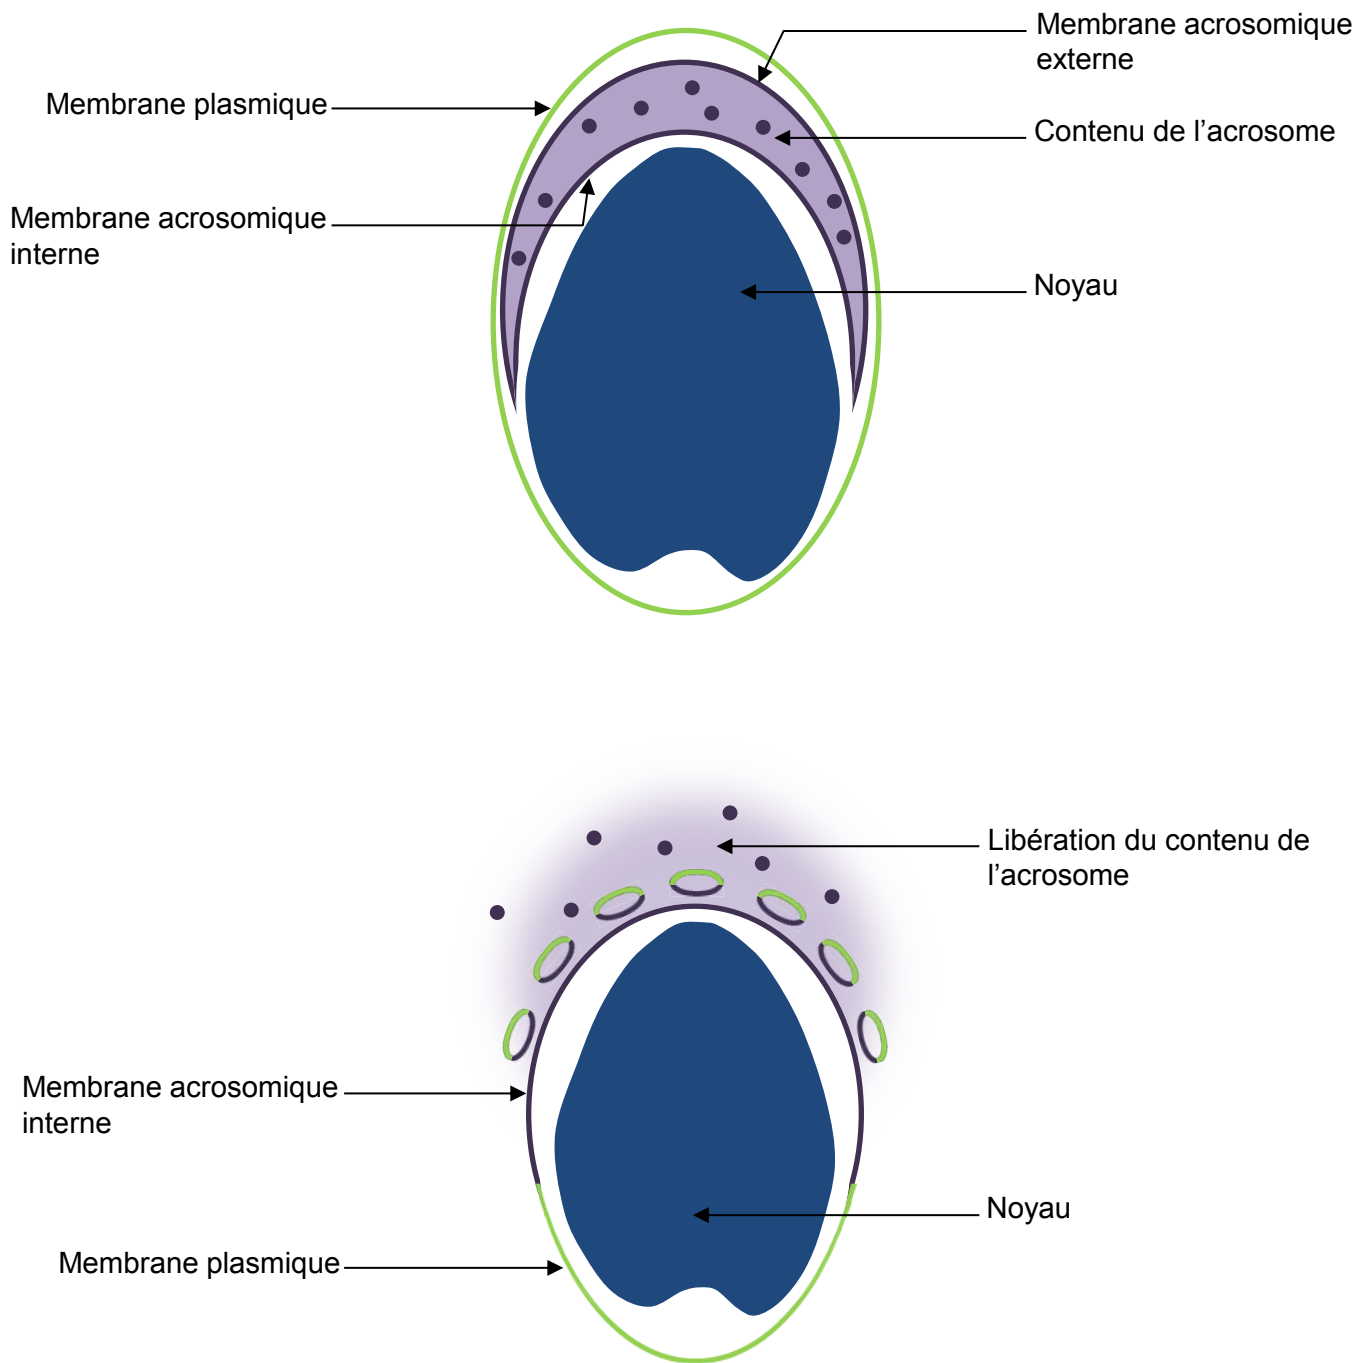 Membrane acrosomique
externe
Membrane plasmique
Contenu de l’acrosome
Membrane acrosomique
interne
Noyau
Libération du contenu de
l’acrosome
Membrane acrosomique
interne
Noyau
Membrane plasmique